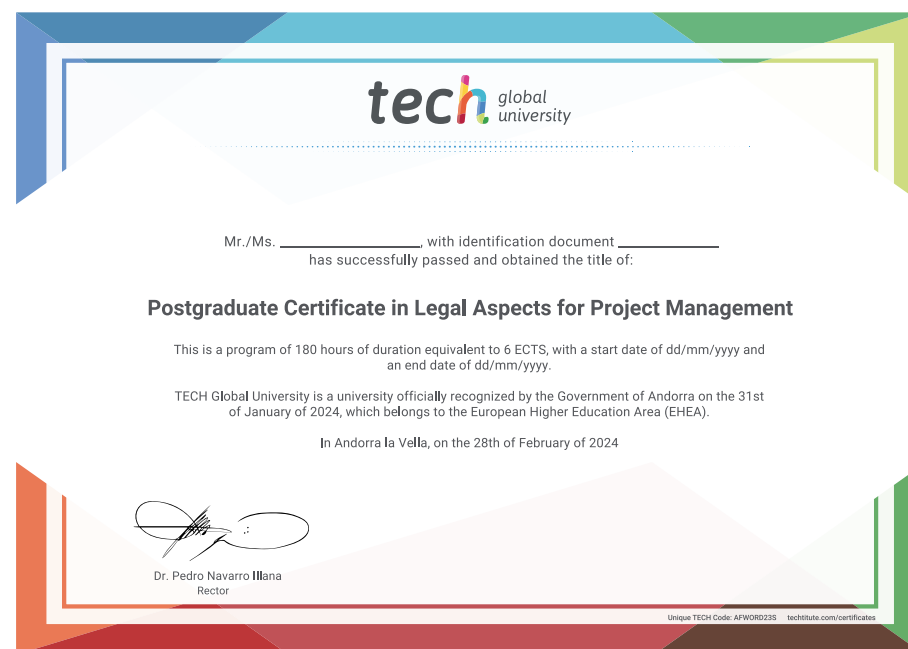 tech global
university
Mr./Ms. ____________________, with identification document ______________
has successfully passed and obtained the title of:
Postgraduate Certificate in Legal Aspects for Project Management
This is a program of 180 hours of duration equivalent to 6 ECTS, with a start date of dd/mm/yyyy and
an end date of dd/mm/yyyy.
TECH Global University is a university officially recognized by the Government of Andorra on the 31st
of January of 2024, which belongs to the European Higher Education Area (EHEA).
In Andorra la Vella, on the 28th of February of 2024
Dr. Pedro Navarro Illana
Rector
Unique TECH Code: AFWORD23S techtitute.com/certificates